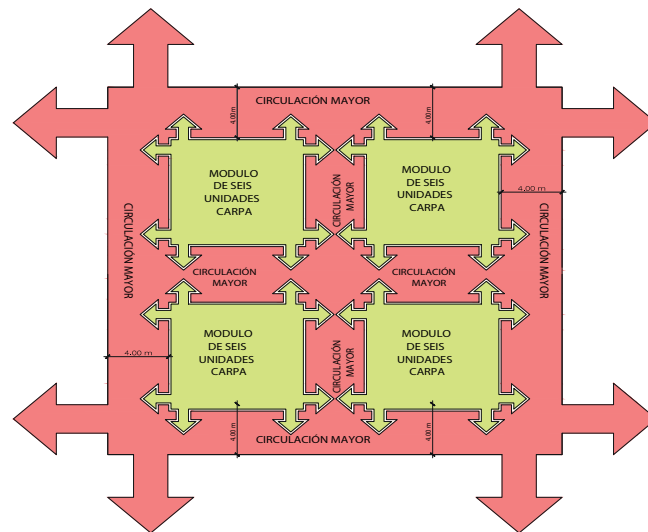 CIRCULACIÓN MAYOR
4.00 m
4.00 m
MODULO
DE SEIS
UNIDADES
CARPA
CIRCULACIÓN
MAYOR
MODULO
DE SEIS
UNIDADES
CARPA
4.00 m
CIRCULACIÓN MAYOR
CIRCULACIÓN MAYOR
CIRCULACIÓN
MAYOR
CIRCULACIÓN
MAYOR
MODULO
DE SEIS
UNIDADES
CARPA
CIRCULACIÓN
MAYOR
MODULO
DE SEIS
UNIDADES
CARPA
4.00 m
4.00 m
4.00 m
CIRCULACIÓN MAYOR